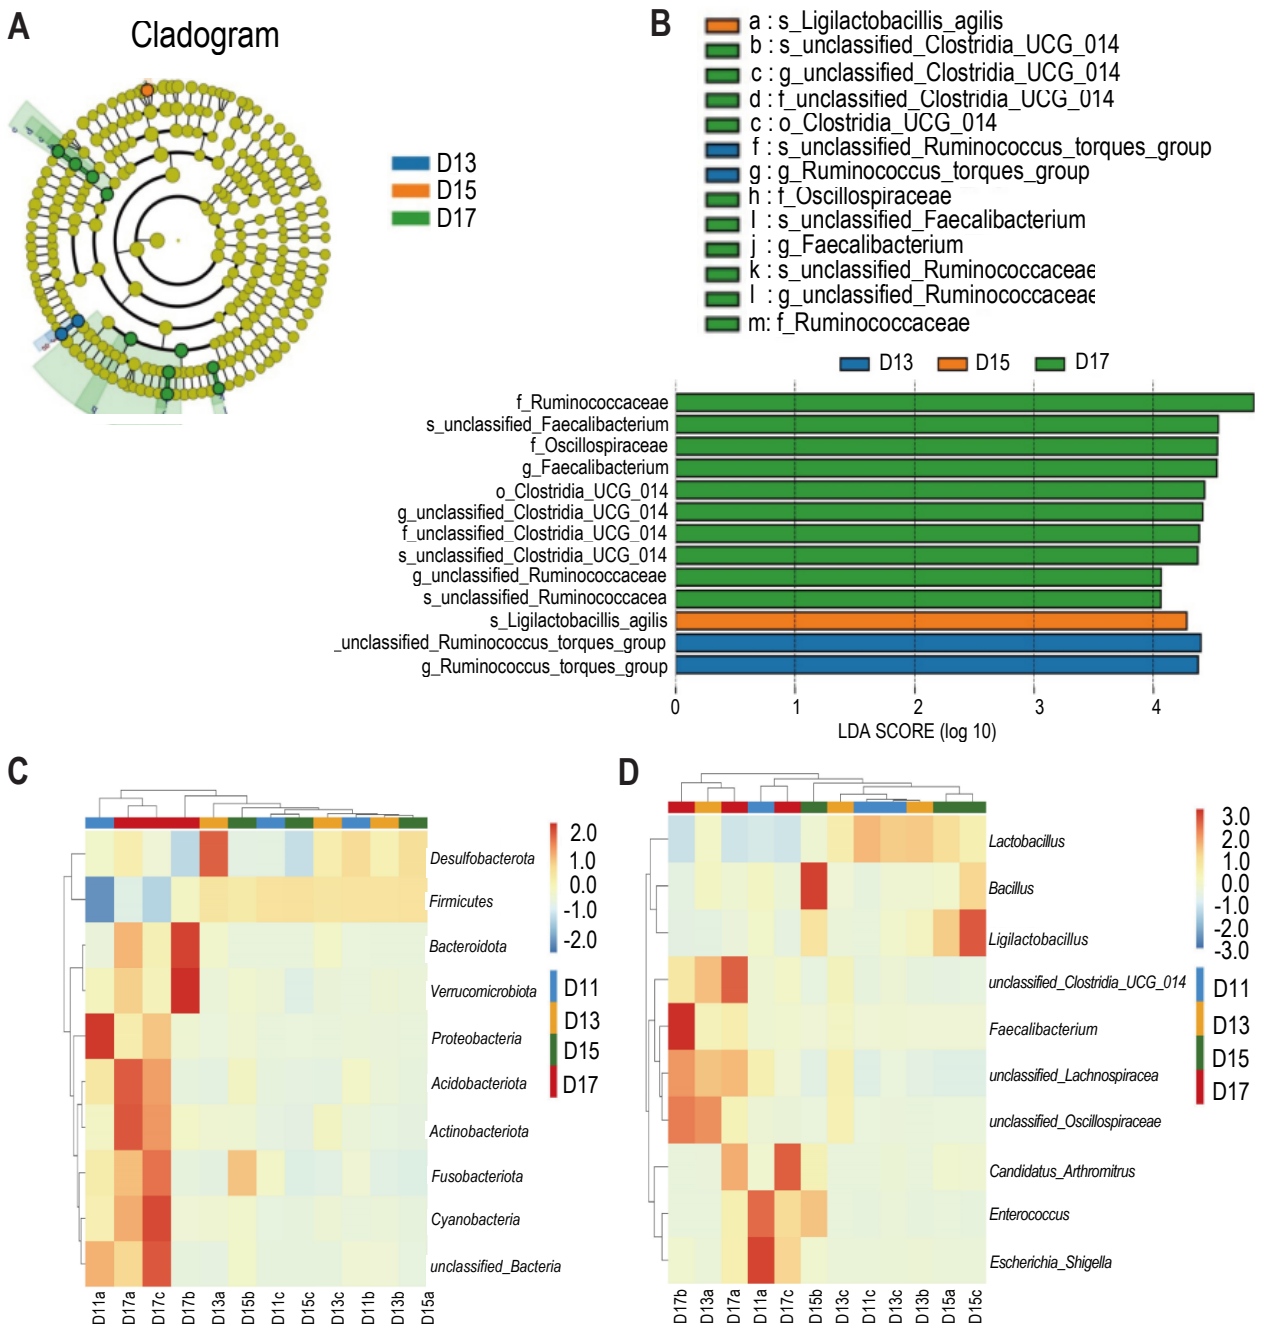 A
Cladogram
D13
D15
D17
B
a : s_Ligilactobacillis_agilis
b : s_unclassified_Clostridia_UCG_014
c : g_unclassified_Clostridia_UCG_014
d : f_unclassified_Clostridia_UCG_014
c : o_Clostridia_UCG_014
f : s_unclassified_Ruminococcus_torques_group
g : g_Ruminococcus_torques_group
h : f_Oscillospiraceae
I : s_unclassified_Faecalibacterium
j : g_Faecalibacterium
k : s_unclassified_Ruminococcaceae
l : g_unclassified_Ruminococcaceae
m: f_Ruminococcaceae
D13 D15 D17
f_Ruminococcaceae
s_unclassified_Faecalibacterium
f_Oscillospiraceae
g_Faecalibacterium
o_Clostridia_UCG_014
g_unclassified_Clostridia_UCG_014
f_unclassified_Clostridia_UCG_014
s_unclassified_Clostridia_UCG_014
g_unclassified_Ruminococcaceae
s_unclassified_Ruminococcacea
s_Ligilactobacillis_agilis
_unclassified_Ruminococcus_torques_group
g_Ruminococcus_torques_group
0 1 2 3 4
LDA SCORE (log 10)
C
Desulfobacterota
Firmicutes
Bacteroidota
Verrucomicrobiota
Proteobacteria
Acidobacteriota
Actinobacteriota
Fusobacteriota
Cyanobacteria
unclassified_Bacteria
2.0
1.0
0.0
-1.0
-2.0
D11
D13
D15
D17
D11a D17a D17c D17b D13a D15b D11c D15c D13c D11b D13b D15a
D
Lactobacillus
Bacillus
Ligilactobacillus
unclassified_Clostridia_UCG_014
Faecalibacterium
unclassified_Lachnospiracea
unclassified_Oscillospiraceae
Candidatus_Arthromitrus
Enterococcus
Escherichia_Shigella
3.0
2.0
1.0
0.0
-1.0
-2.0
-3.0
D11
D13
D15
D17
D17b D13a D17a D11a D17c D15b D13c D11c D13c D13b D15a D15c